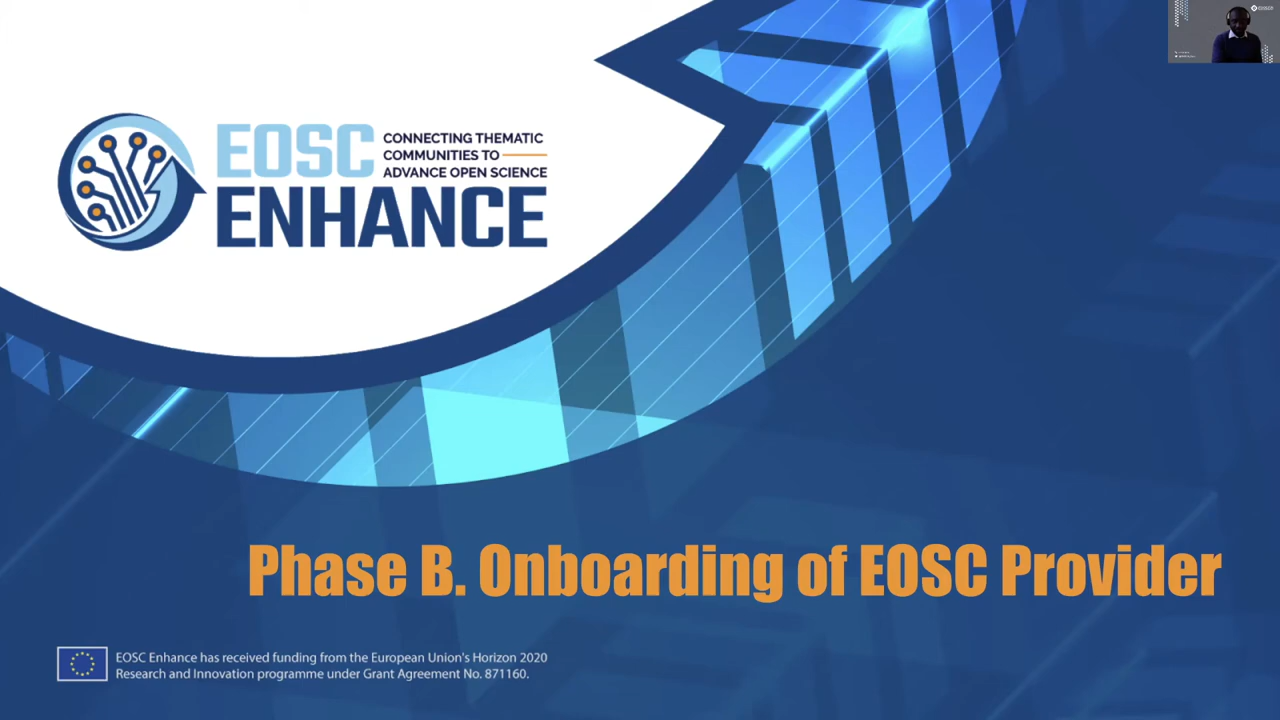 EOSC
CONNECTING THEMATIC
COMMUNITIES TO
ADVANCE OPEN SCIENCE
ENHANCE
Phase B. Onboarding of EOSC Provider
EOSC Enhance has received funding from the European Union's Horizon 2020
Research and Innovation programme under Grant Agreement No. 871160.